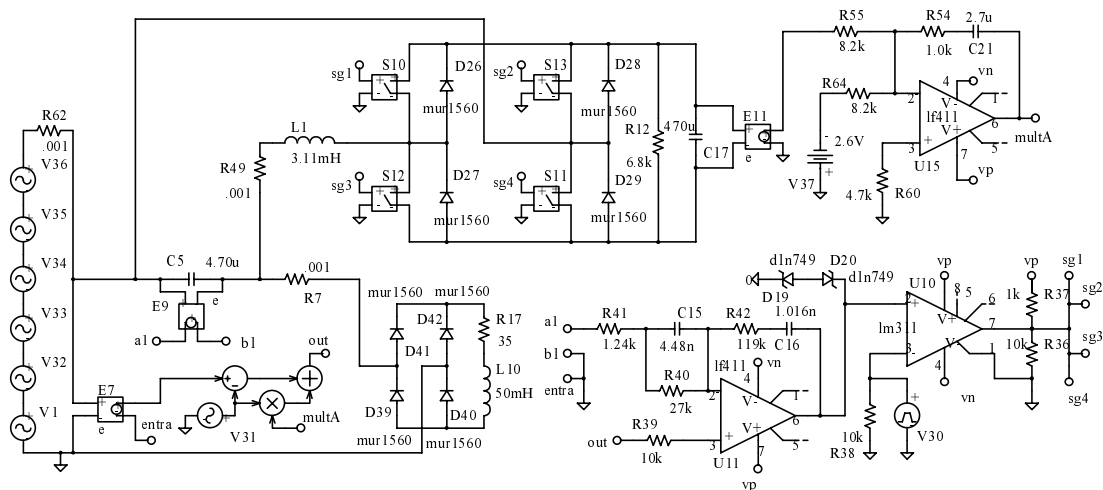 R55
8.2k
R54
1.0k
2.7u
C21
R64
8.2k
4
vn
V-
2
1
lf411
V+
6
multA
3
5
7
U15
vp
2.6V
V37
4.7k
R60
sg1
S10
D26
mur1560
sg2
S13
D28
mur1560
R12
6.8k
470u
C17
E11
e
R62
.001
L1
3.11mH
R49
.001
sg3
S12
D27
mur1560
sg4
S11
D29
mur1560
V36
V35
V34
V33
V32
V1
C5
4.70u
e
E9
a1
b1
.001
R7
out
E7
e
entra
V31
multA
mur1560
mur1560
D42
D41
D39
D40
mur1560
mur1560
R17
35
L10
50mH
0
d1n749
D20
d1n749
D19
1.016n
a1
R41
1.24k
C15
4.48n
R42
119k
C16
b1
entra
R40
27k
lf411
4
vn
V-
2
1
V+
6
3
5
7
U11
vp
out
R39
10k
vp
U10
8
5
6
2
V+
lm311
7
3
V-
1
4
vn
10k
R38
V30
vp
1k
R37
10k
R36
sg1
sg2
sg3
sg4